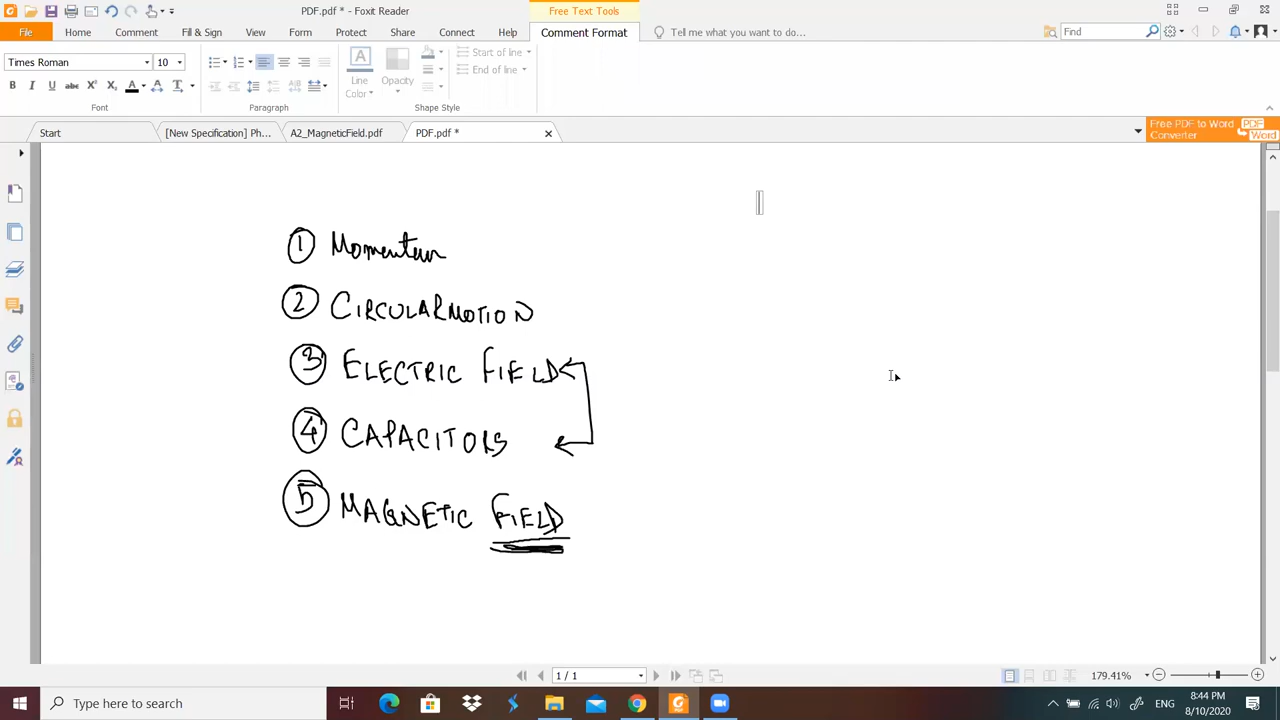 PDF.pdf * - Foxit Reader
Free Text Tools
File
Home
Comment
Fill & Sign
View
Form
Protect
Share
Connect
Help
Comment Format
Tell me what you want to do...
Find
Times Roman
10
Line
Color
Opacity
Start of line
End of line
Font
Paragraph
Shape Style
Start
[New Specification] Ph...
A2_MagneticField.pdf
PDF.pdf *
Free PDF to Word
Converter
PDF
Word
① Momentum
② CIRCULAR MOTION
③ ELECTRIC FIELD
④ CAPACITORS
⑤ MAGNETIC FIELD
1 / 1
179.41%
Type here to search
ENG
8:44 PM
8/10/2020